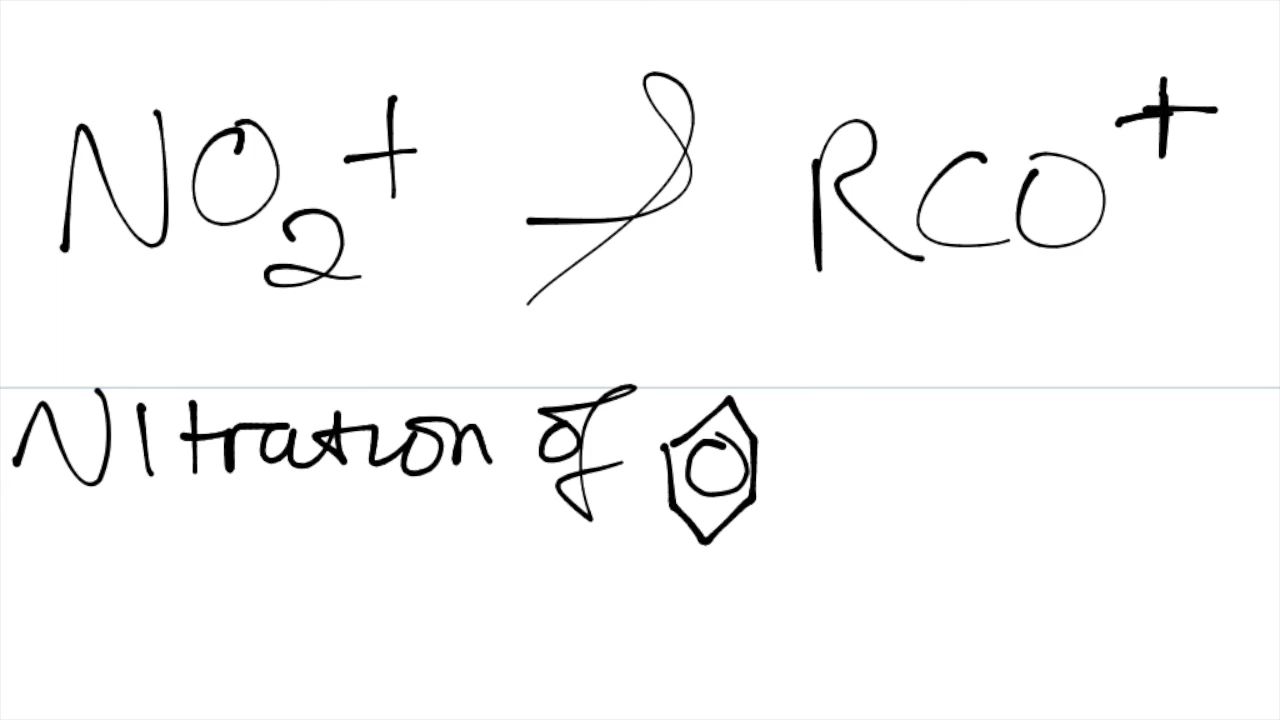 NO₂⁺ RCO⁺
Nitration of